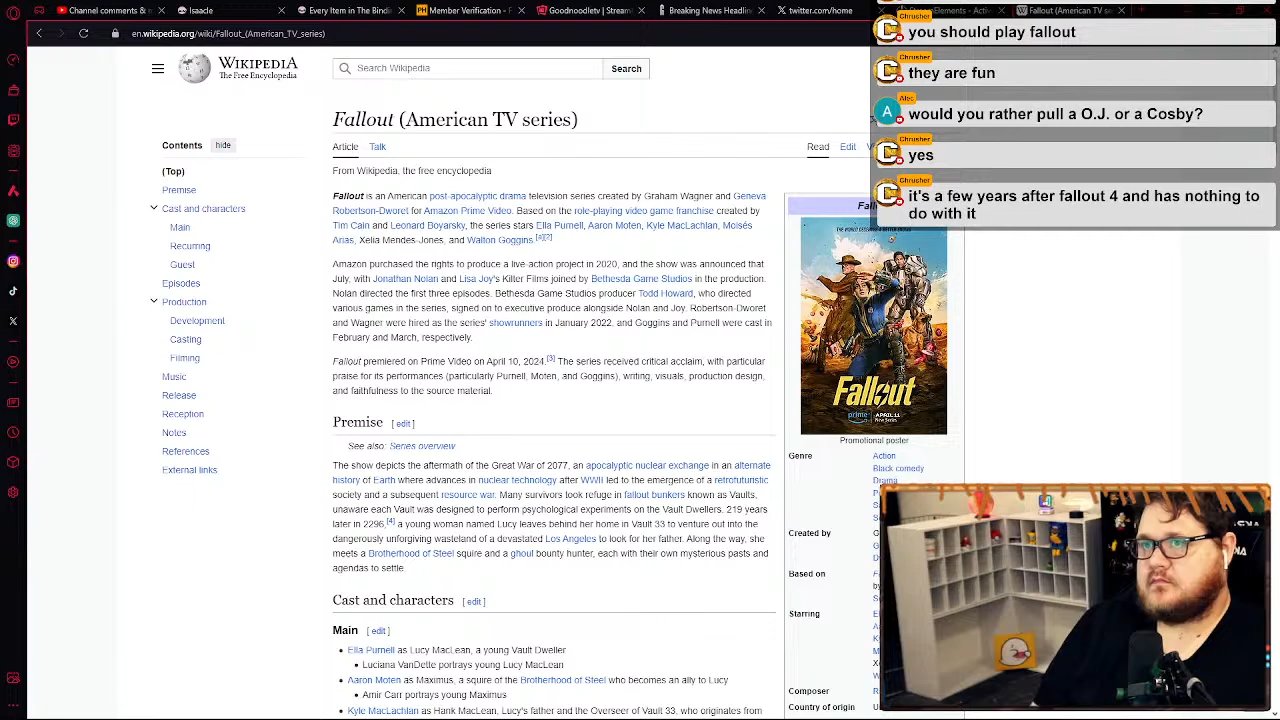 Channel comments & s
oncle
Every Item in The
Member Verification -
Goodnoodletv | Stre
Breaking News Headline
twitter.com/home
Fallout (American TV se
en.wikipedia.org
(American_TV_series)
WIKIPEDIA
The Free Encyclopedia
Search Wikipedia
Fallout (American TV series)
Article Talk
Read Edit
From Wikipedia, the free encyclopedia
(Top)
Premise
Cast and characters
Main
Recurring
Guest
Episodes
Production
Development
Casting
Filming
Music
Release
Reception
Notes
References
External links
American post-apocalyptic drama television series created by Graham Wagner and Geneva
Robertson-Dworet for Amazon Prime Video. Based on the role-playing video game franchise created by
Tim Cain and Leonard Boyarsky, the series stars Ella Purnell, Aaron Moten, Kyle MacLachlan, Moisés
Arias, Xelia Mendes-Jones, and Walton Goggins.[1][2]
Amazon purchased the rights to produce a live-action project in 2020, and the show was announced that
July, with Jonathan Nolan and Lisa Joy's Kilter Films joined by Bethesda Game Studios in the production.
Nolan directed the first three episodes. Bethesda Game Studios producer Todd Howard, who directed
various games in the series, signed on to executive produce alongside Nolan and Joy. Robertson-Dworet
and Wagner were hired as the series' showrunners in January 2022, and Goggins and Purnell were cast in
February and March, respectively.
Fallout premiered on Prime Video on April 10, 2024.[3] The series received critical acclaim, with particular
praise for its performances (particularly Purnell, Moten, and Goggins), writing, visuals, production design,
and faithfulness to the source material.
Premise [ edit ]
See also: Series overview
The show depicts the aftermath of the Great War of 2077, an apocalyptic nuclear exchange in an alternate
history of Earth where advances in nuclear technology after WWII led to the emergence of a retrofuturistic
society and a resource war. Many survivors took refuge in fallout bunkers known as Vaults,
each designed to perform psychological experiments on the Vault Dwellers. 219 years
later in 2296,[4] a young woman named Lucy leaves behind her home in Vault 33 to venture out into the
dangerously unforgiving wasteland of a devastated Los Angeles to look for her father. Along the way, she
meets a Brotherhood of Steel squire and a ghoul bounty hunter, each with their own mysterious pasts and
agendas to settle.
Cast and characters [ edit ]
Main [ edit ]
Ella Purnell as Lucy MacLean, a young Vault Dweller
Luciana VanDette portrays young Lucy MacLean
Aaron Moten as Maximus, a squire of the Brotherhood of Steel who becomes an ally to Lucy
Amir Carr portrays young Maximus
Kyle MacLachlan as Hank MacLean, Lucy's father and the Overseer of Vault 33, who originates from
Fallout
prime APRIL 11
Promotional poster
Genre
Action
Black comedy
Drama
Created by
Based on
Starring
Composer
Country of origin
Chrusher
you should play fallout
Chrusher
they are fun
Alec
would you rather pull a O.J. or a Cosby?
Chrusher
yes
Chrusher
it's a few years after fallout 4 and has nothing to
do with it